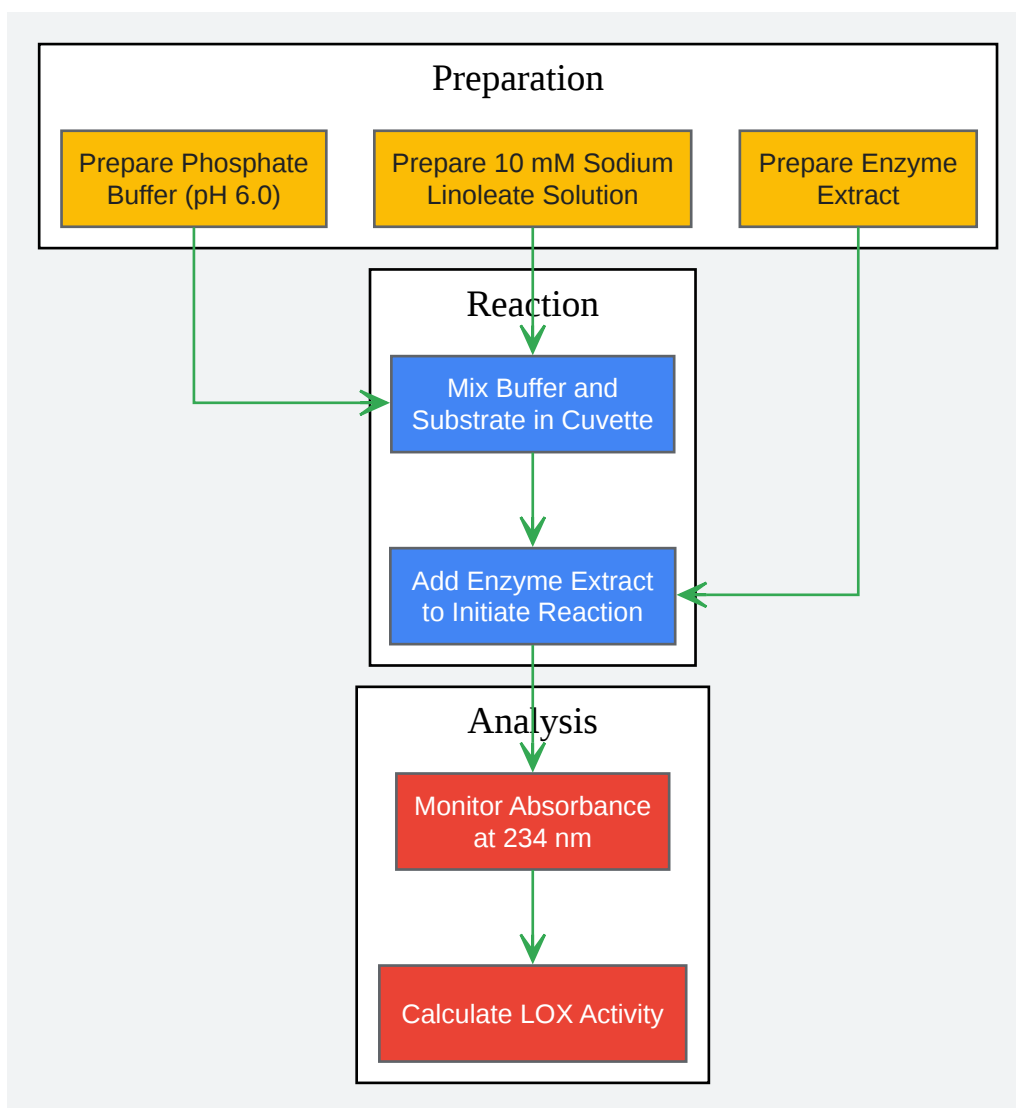 Preparation
Prepare Phosphate
Buffer (pH 6.0)
Prepare 10 mM Sodium
Linoleate Solution
Prepare Enzyme
Extract
Reaction
Mix Buffer and
Substrate in Cuvette
Add Enzyme Extract
to Initiate Reaction
Analysis
Monitor Absorbance
at 234 nm
Calculate LOX Activity